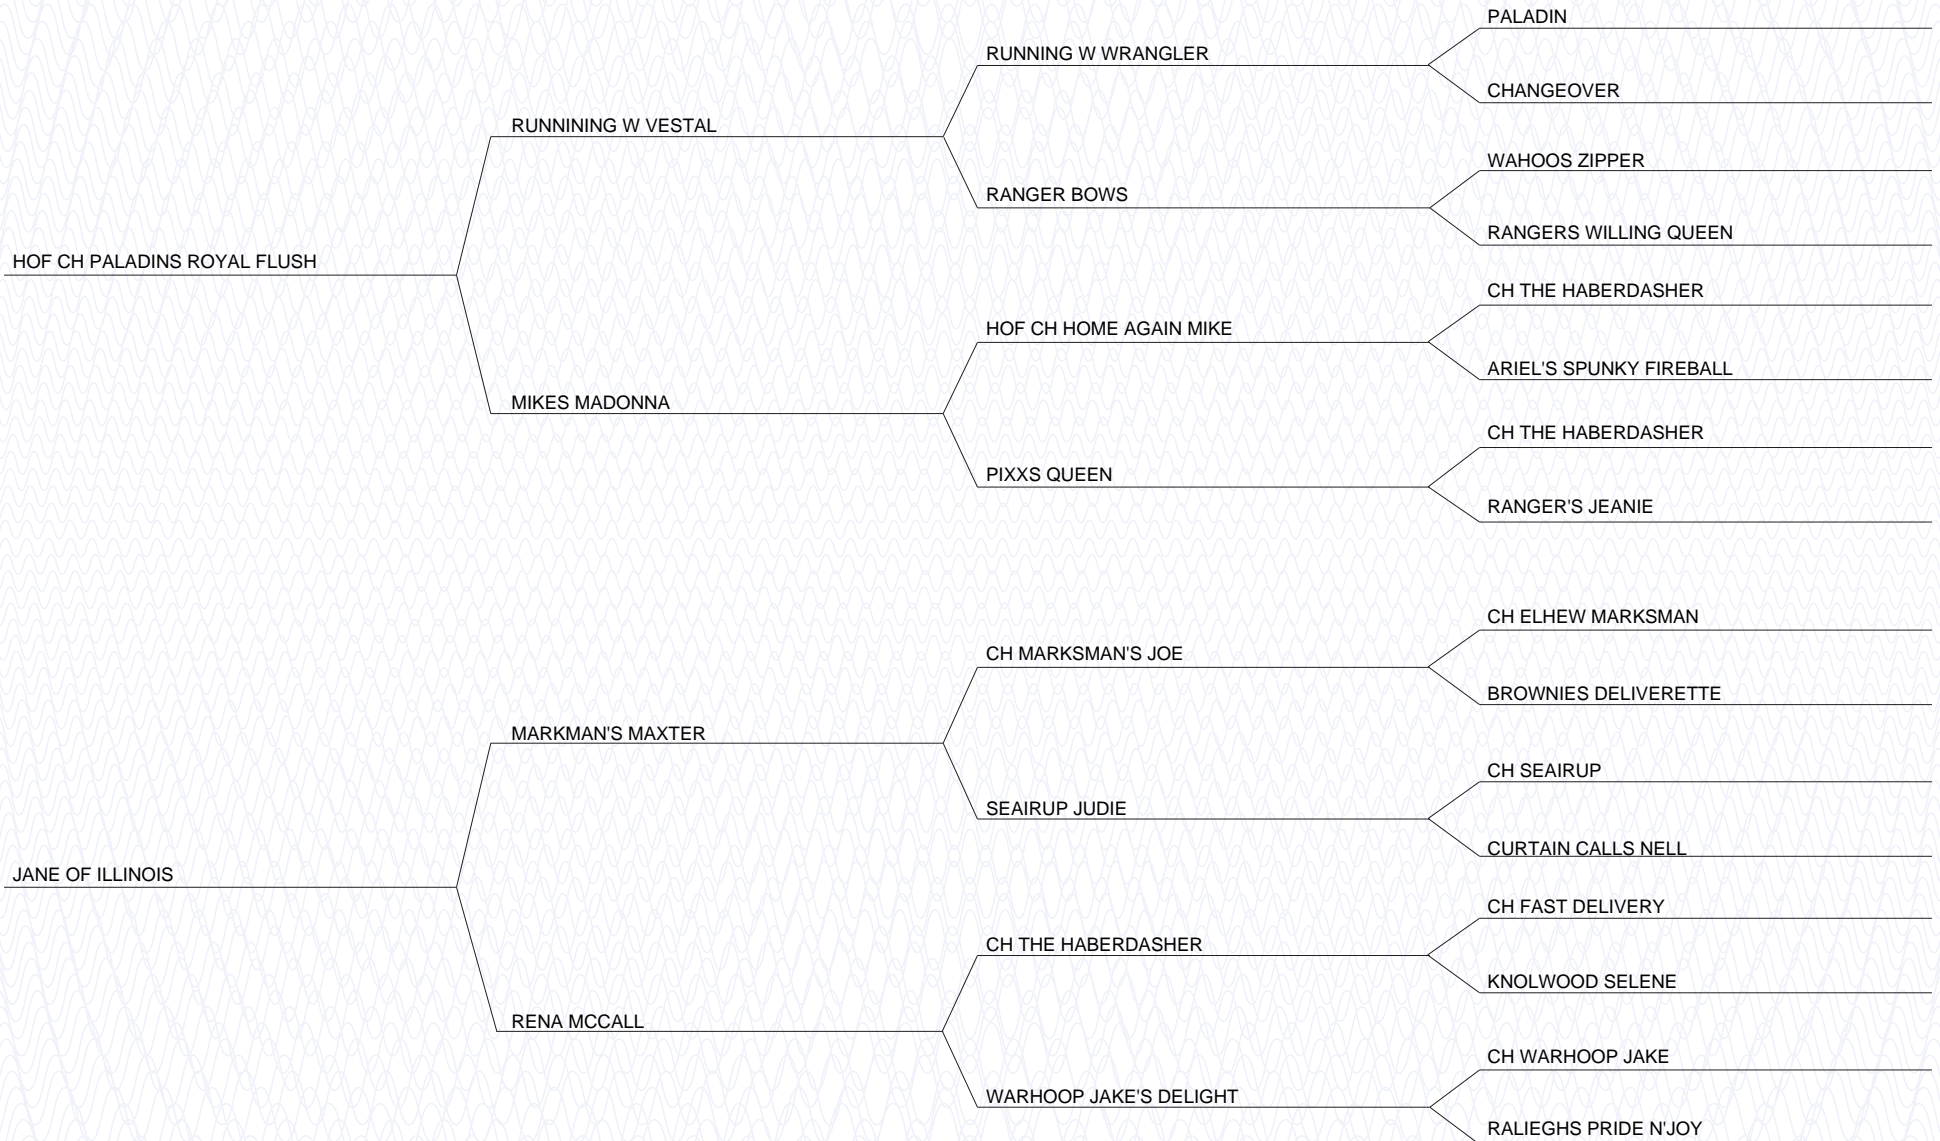 PALADIN
RUNNING W WRANGLER
CHANGEOVER
RUNNINING W VESTAL
WAHOOS ZIPPER
RANGER BOWS
RANGERS WILLING QUEEN
HOF CH PALADINS ROYAL FLUSH
CH THE HABERDASHER
HOF CH HOME AGAIN MIKE
ARIEL'S SPUNKY FIREBALL
MIKES MADONNA
CH THE HABERDASHER
PIXXS QUEEN
RANGER'S JEANIE
CH ELHEW MARKSMAN
CH MARKSMAN'S JOE
BROWNIES DELIVERETTE
MARKMAN'S MAXTER
CH SEAIRUP
SEAIRUP JUDIE
CURTAIN CALLS NELL
JANE OF ILLINOIS
CH FAST DELIVERY
CH THE HABERDASHER
KNOLWOOD SELENE
RENA MCCALL
CH WARHOOP JAKE
WARHOOP JAKE'S DELIGHT
RALIEGHS PRIDE N'JOY